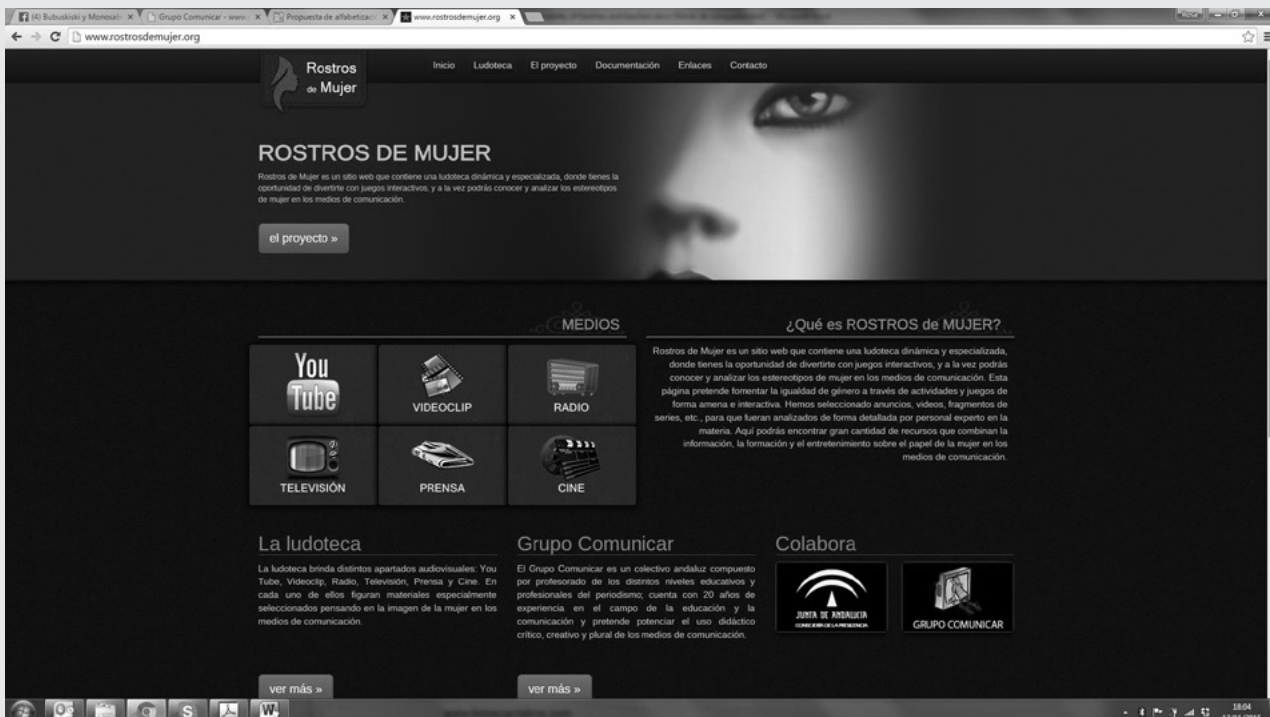 (4) Bubuskiski y Monosab
Grupo Comunicar - www.
Propuesta de alfabetizaci
www.rostrosdemujer.org
www.rostrosdemujer.org
Rostros
de Mujer
Inicio Ludoteca El proyecto Documentación Enlaces Contacto
ROSTROS DE MUJER
Rostros de Mujer es un sitio web que contiene una ludoteca dinámica y especializada, donde tienes la
oportunidad de divertirte con juegos interactivos, y a la vez podrás conocer y analizar los estereotipos
de mujer en los medios de comunicación.
el proyecto »
MEDIOS
You
Tube
VIDEOCLIP
RADIO
TELEVISIÓN
PRENSA
CINE
¿Qué es ROSTROS de MUJER?
Rostros de Mujer es un sitio web que contiene una ludoteca dinámica y especializada,
donde tienes la oportunidad de divertirte con juegos interactivos, y a la vez podrás
conocer y analizar los estereotipos de mujer en los medios de comunicación. Esta
página pretende fomentar la igualdad de género a través de actividades y juegos de
forma amena e interactiva. Hemos seleccionado anuncios, videos, fragmentos de
series, etc., para que fueran analizados de forma detallada por personal experto en la
materia. Aquí podrás encontrar gran cantidad de recursos que combinan la
información, la formación y el entretenimiento sobre el papel de la mujer en los
medios de comunicación.
La ludoteca
La ludoteca brinda distintos apartados audiovisuales: You
Tube, Videoclip, Radio, Televisión, Prensa y Cine. En
cada uno de ellos figuran materiales especialmente
seleccionados pensando en la imagen de la mujer en los
medios de comunicación.
ver más »
Grupo Comunicar
El Grupo Comunicar es un colectivo andaluz compuesto
por profesorado de los distintos niveles educativos y
profesionales del periodismo; cuenta con 20 años de
experiencia en el campo de la educación y la
comunicación y pretende potenciar el uso didáctico
crítico, creativo y plural de los medios de comunicación.
ver más »
Colabora
JUNTA DE ANDALUCIA
CONSEJERÍA DE LA PRESIDENCIA
GRUPO COMUNICAR
18:04